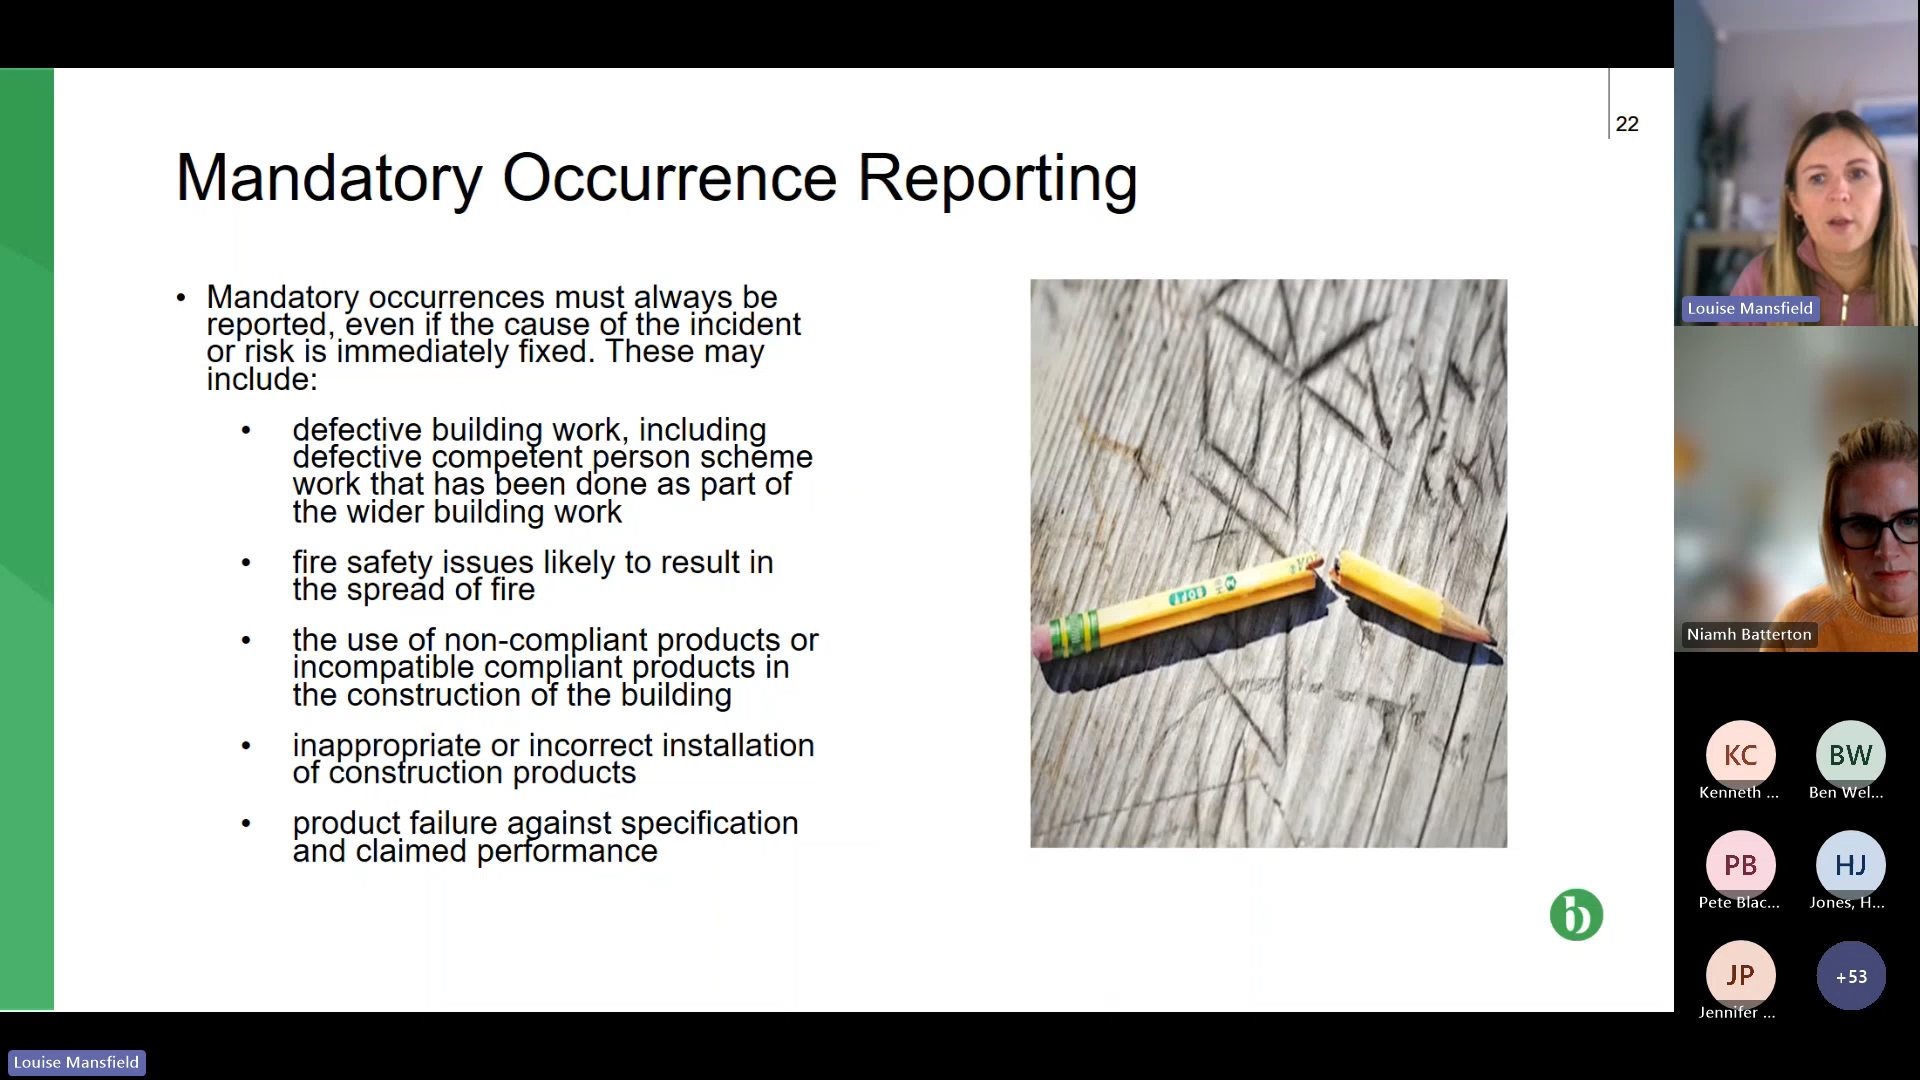 22
Mandatory Occurrence Reporting
• Mandatory occurrences must always be
reported, even if the cause of the incident
or risk is immediately fixed. These may
include:
• defective building work, including
defective competent person scheme
work that has been done as part of
the wider building work
• fire safety issues likely to result in
the spread of fire
• the use of non-compliant products or
incompatible compliant products in
the construction of the building
• inappropriate or incorrect installation
of construction products
• product failure against specification
and claimed performance
b
Louise Mansfield
Niamh Batterton
KC
Kenneth ...
BW
Ben Wel...
PB
Pete Blac...
HJ
Jones, H...
JP
Jennifer ...
+53
Louise Mansfield